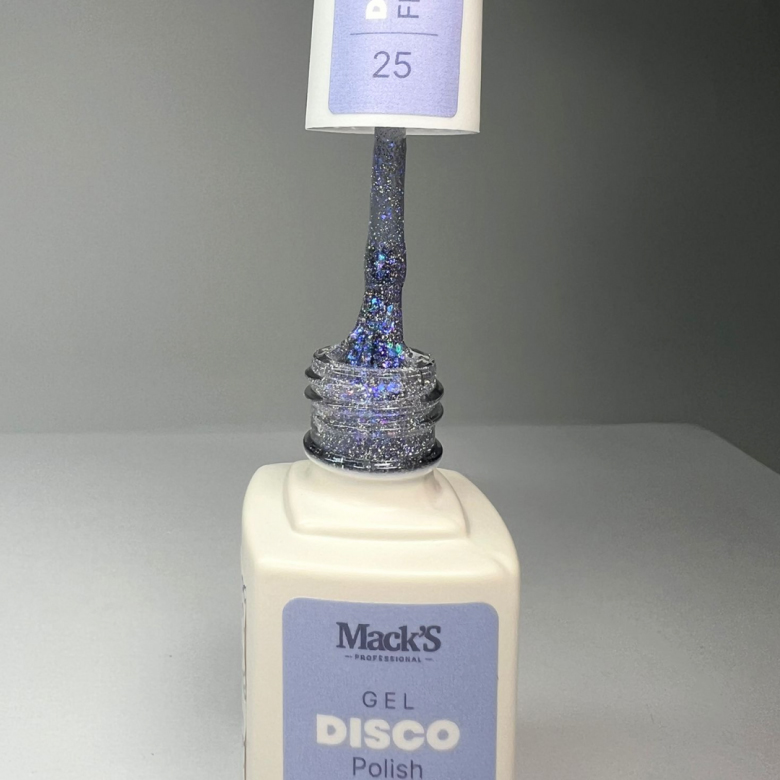 25
Mack'S
PROFESSIONAL
GEL
DISCO
Polish